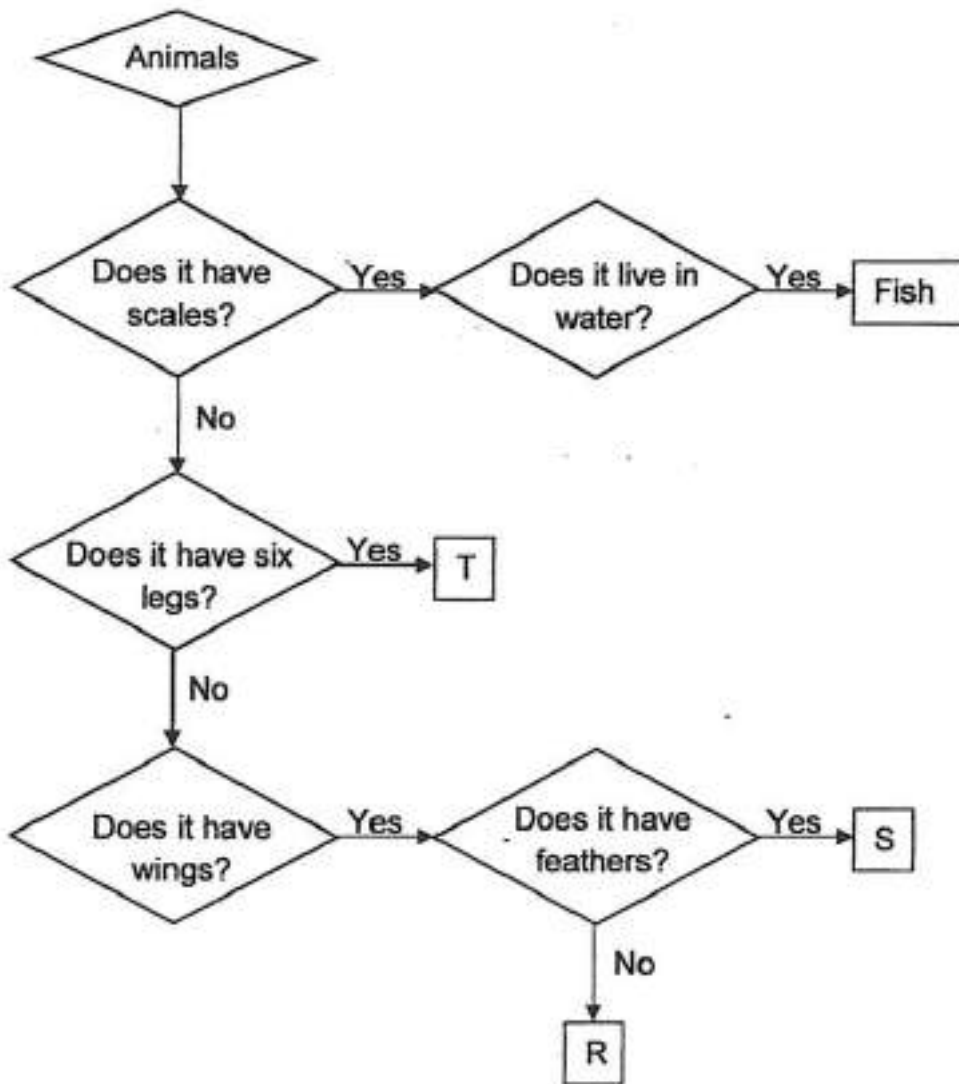 Animals
Does it have
scales?
Yes
Does it live in
water?
Yes
Fish
No
Does it have six
legs?
Yes
T
No
Does it have
wings?
Yes
Does it have
feathers?
Yes
S
No
R